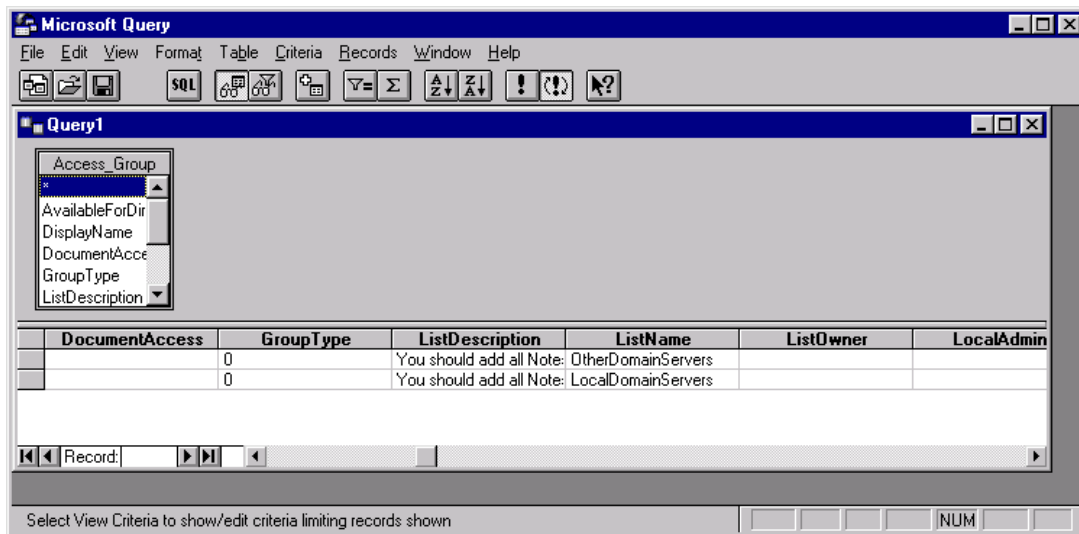 Microsoft Query
File Edit View Format Table Criteria Records Window Help
SQL
Query1
Access_Group
*
AvailableForDir
DisplayName
DocumentAcce
GroupType
ListDescription
DocumentAccess GroupType ListDescription ListName ListOwner LocalAdmin
0 You should add all Note: OtherDomainServers
0 You should add all Note: LocalDomainServers
Record:
Select View Criteria to show/edit criteria limiting records shown NUM